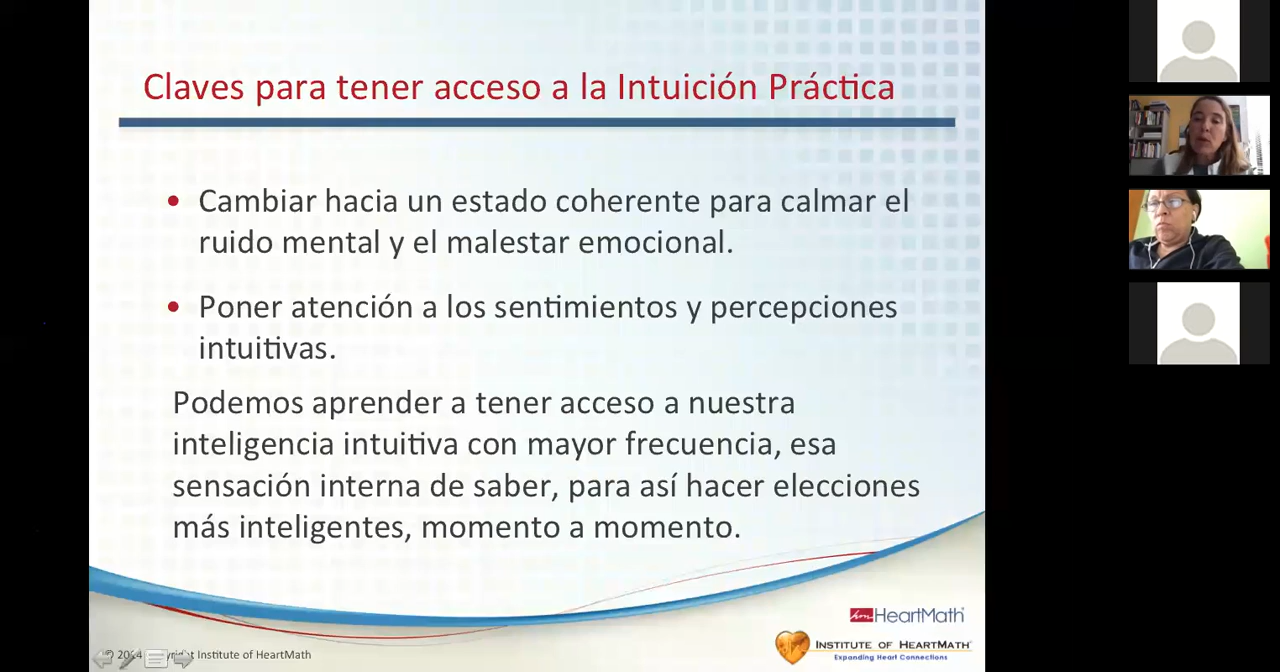 Claves para tener acceso a la Intuición Práctica
• Cambiar hacia un estado coherente para calmar el
ruido mental y el malestar emocional.
• Poner atención a los sentimientos y percepciones
intuitivas.
Podemos aprender a tener acceso a nuestra
inteligencia intuitiva con mayor frecuencia, esa
sensación interna de saber, para así hacer elecciones
más inteligentes, momento a momento.
HeartMath
INSTITUTE OF HEARTMATH
Expanding Heart Connections
Institute of HeartMath